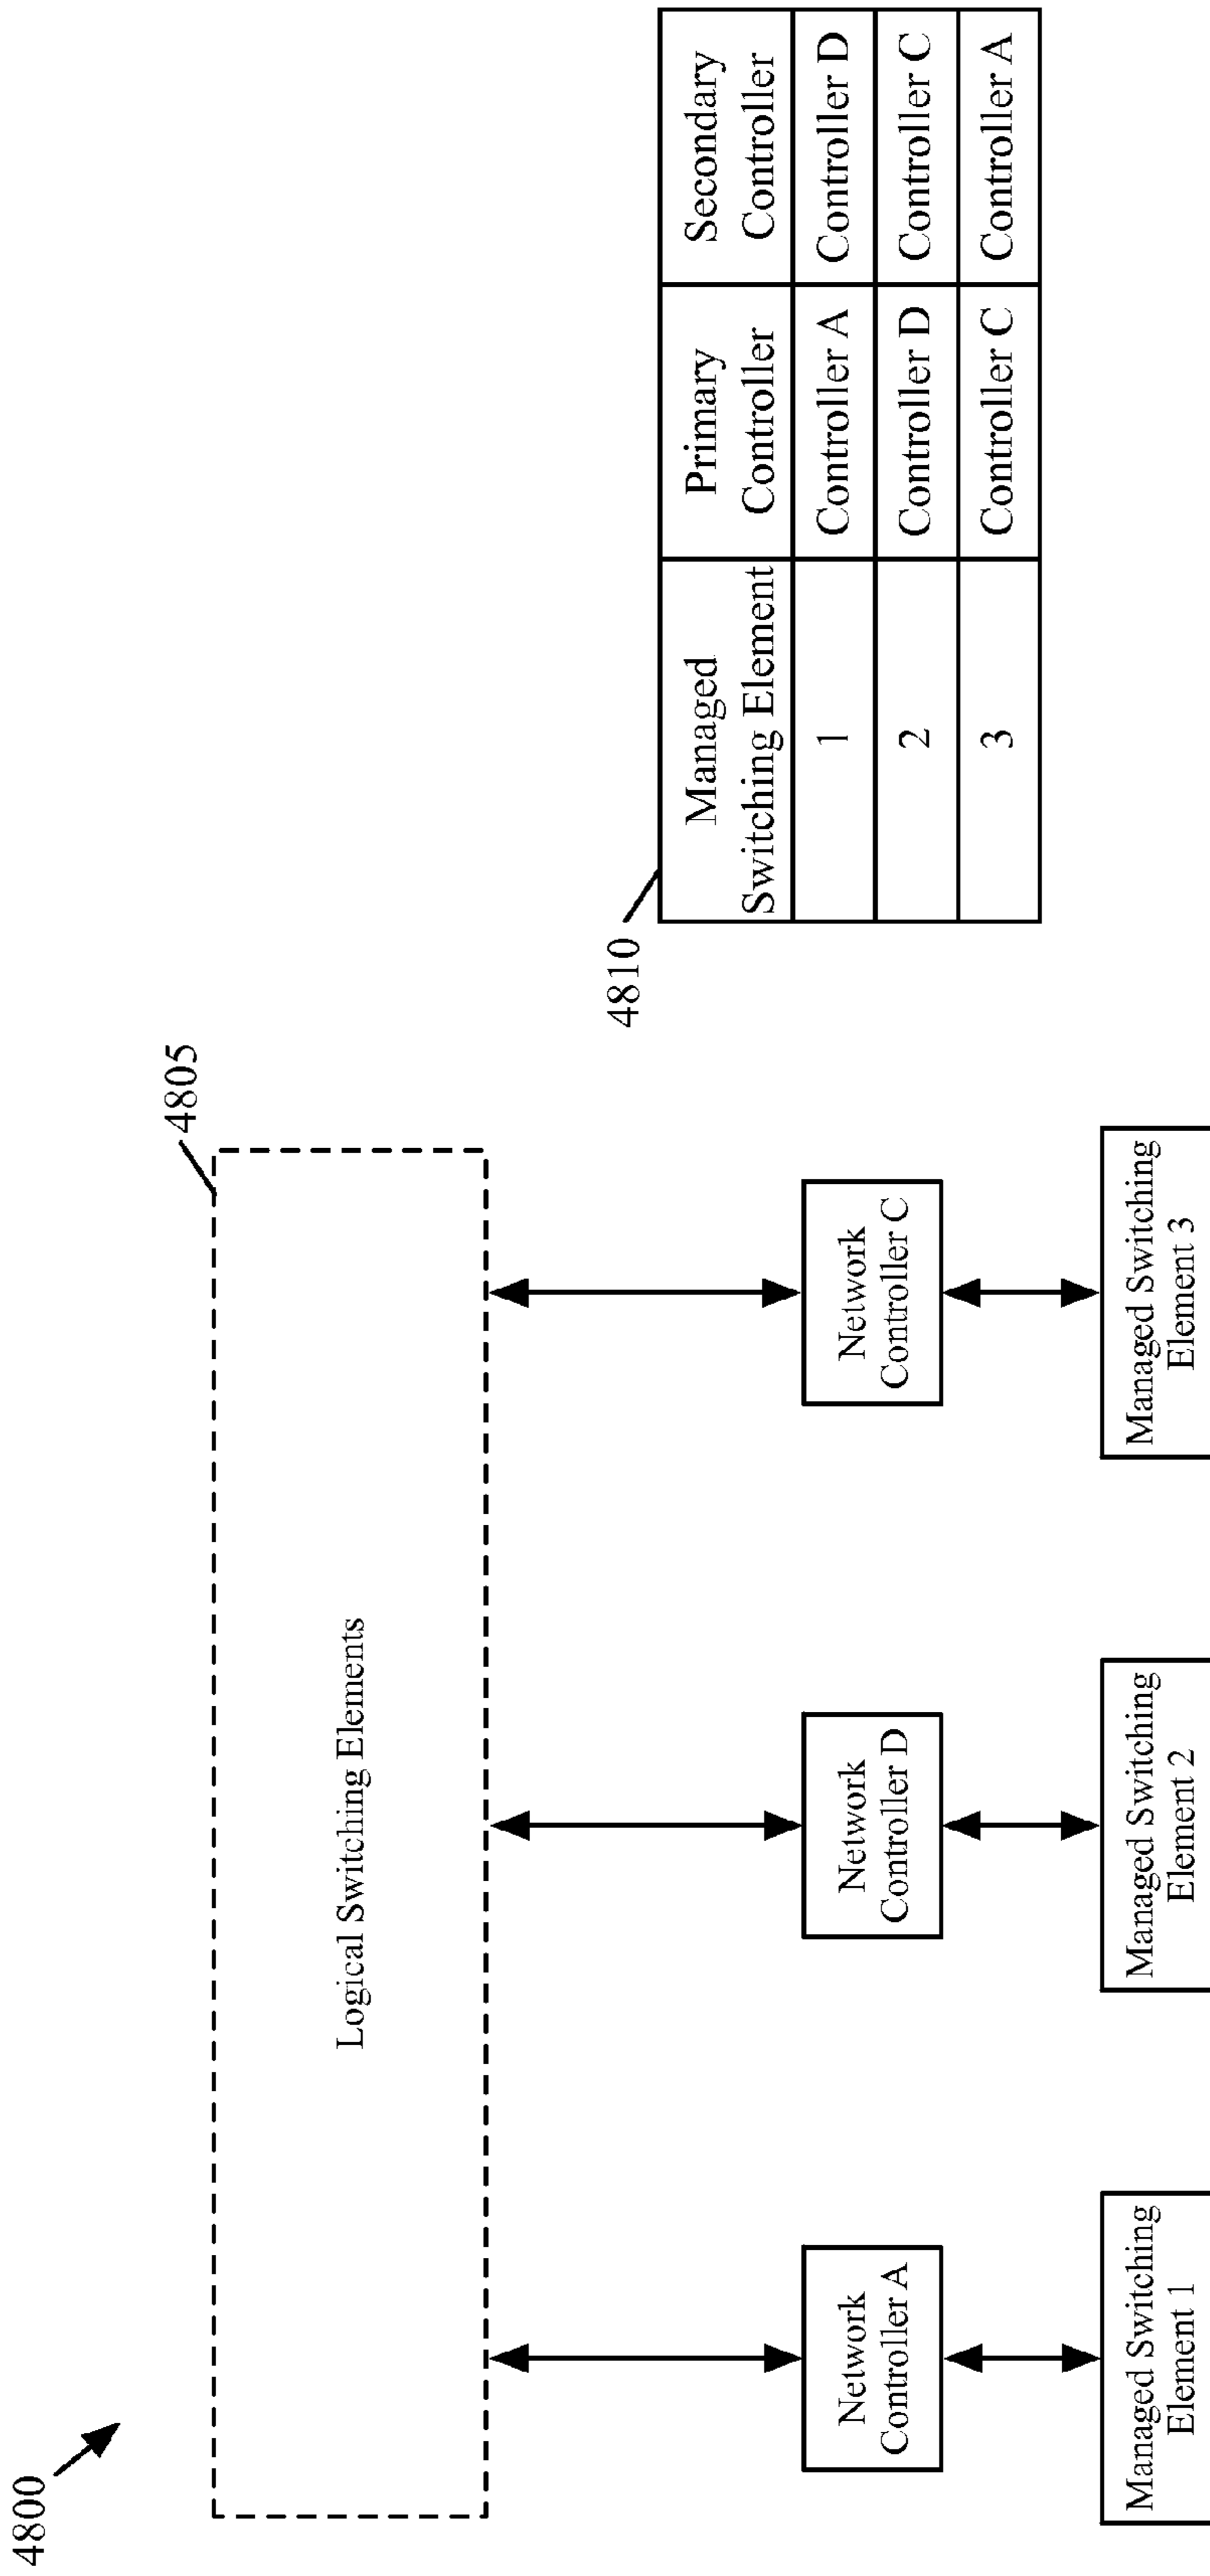 4800
4805
Logical Switching Elements
Network
Controller A
Network
Controller D
Network
Controller C
Managed Switching
Element 1
Managed Switching
Element 2
Managed Switching
Element 3
4810
Managed
Switching Element
Primary
Controller
Secondary
Controller
1
Controller A
Controller D
2
Controller D
Controller C
3
Controller C
Controller A